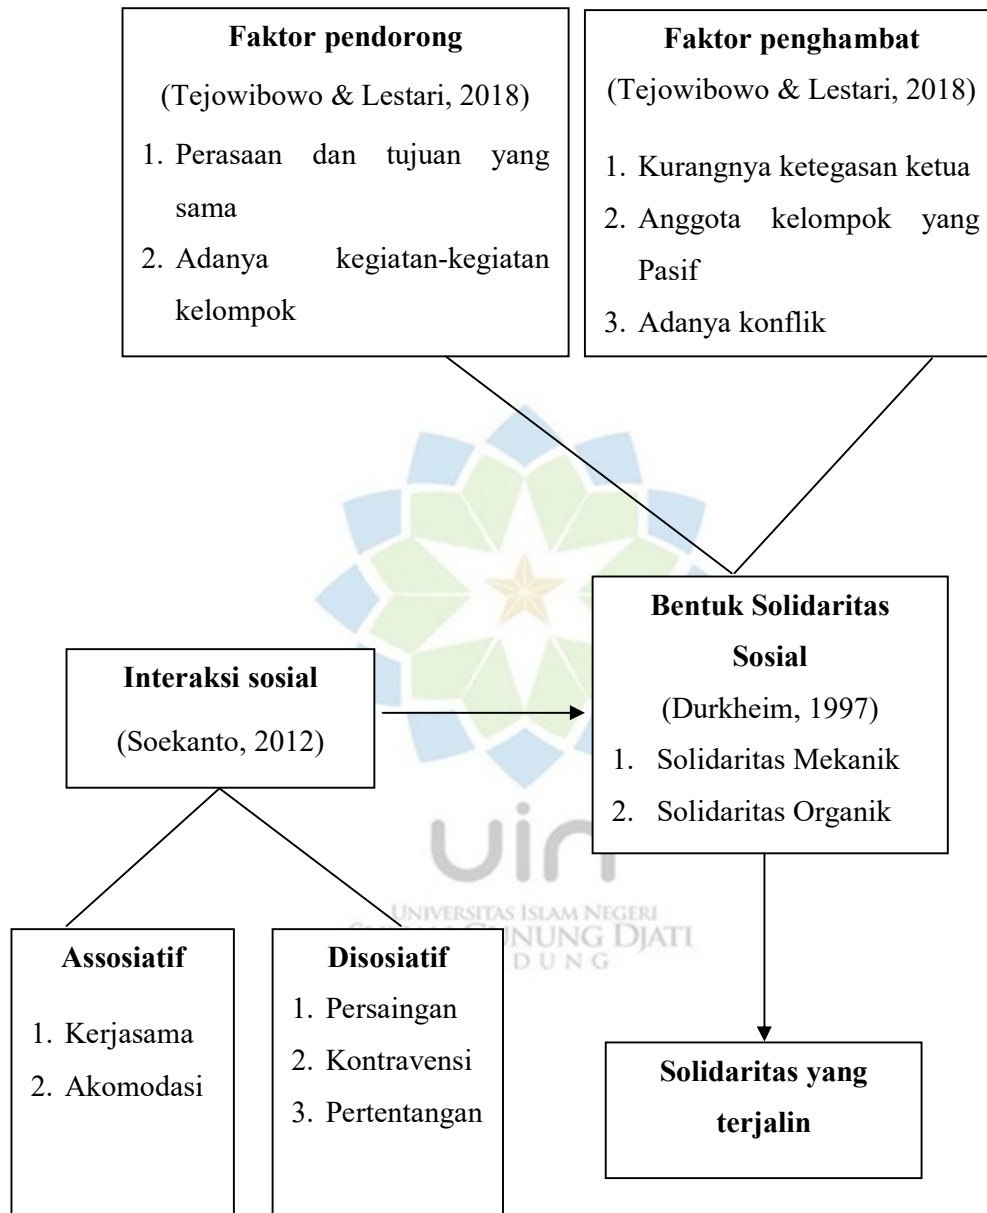 Faktor pendorong
(Tejowibowo & Lestari, 2018)
1. Perasaan dan tujuan yang
sama
2. Adanya kegiatan-kegiatan
kelompok
Faktor penghambat
(Tejowibowo & Lestari, 2018)
1. Kurangnya ketegasan ketua
2. Anggota kelompok yang
Pasif
3. Adanya konflik
Interaksi sosial
(Soekanto, 2012)
Bentuk Solidaritas
Sosial
(Durkheim, 1997)
1. Solidaritas Mekanik
2. Solidaritas Organik
uin
UNIVERSITAS ISLAM NEGERI
DJATI
Assosiatif
1. Kerjasama
2. Akomodasi
Disosiatif
1. Persaingan
2. Kontravensi
3. Pertentangan
Solidaritas yang
terjalin